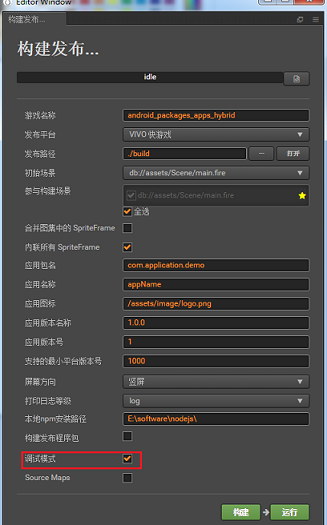 Editor Window
构建发布...
构建发布...
idle
游戏名称 android_packages_apps_hybrid
发布平台 VIVO 快游戏
发布路径 ./build ... 打开
初始场景 db://assets/Scene/main.fire
参与构建场景 db://assets/Scene/main.fire
全选
合并图集中的 SpriteFrame
内联所有 SpriteFrame
应用包名 com.application.demo
应用名称 appName
应用图标 /assets/image/logo.png
应用版本名称 1.0.0
应用版本号 1
支持的最小平台版本号 1000
屏幕方向 竖屏
打印日志等级 log
本地npm安装路径 E:\software\nodejs\
构建发布程序包
调试模式
Source Maps
构建 运行